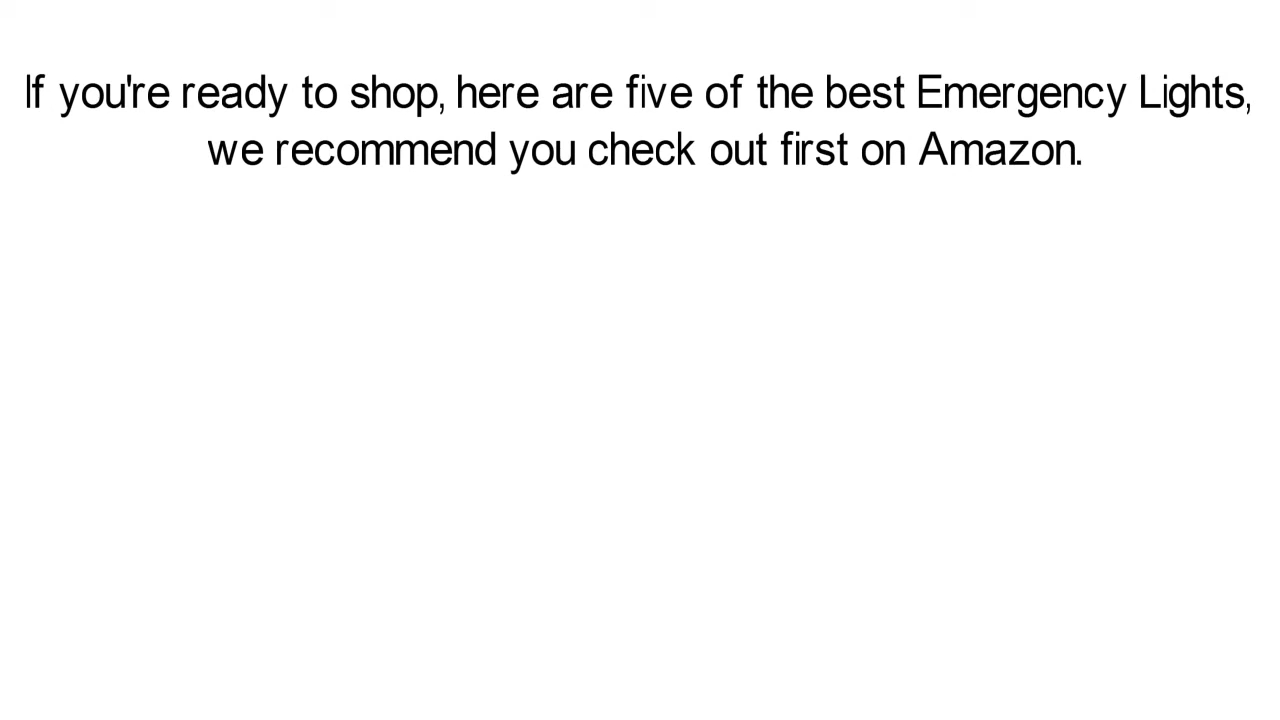 If you're ready to shop, here are five of the best Emergency Lights,
we recommend you check out first on Amazon.